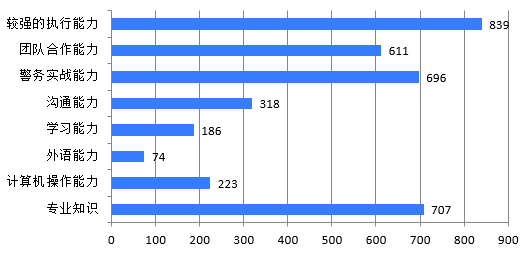 较强的执行能力 839
团队合作能力 611
警务实战能力 696
沟通能力 318
学习能力 186
外语能力 74
计算机操作能力 223
专业知识 707
0 100 200 300 400 500 600 700 800 900